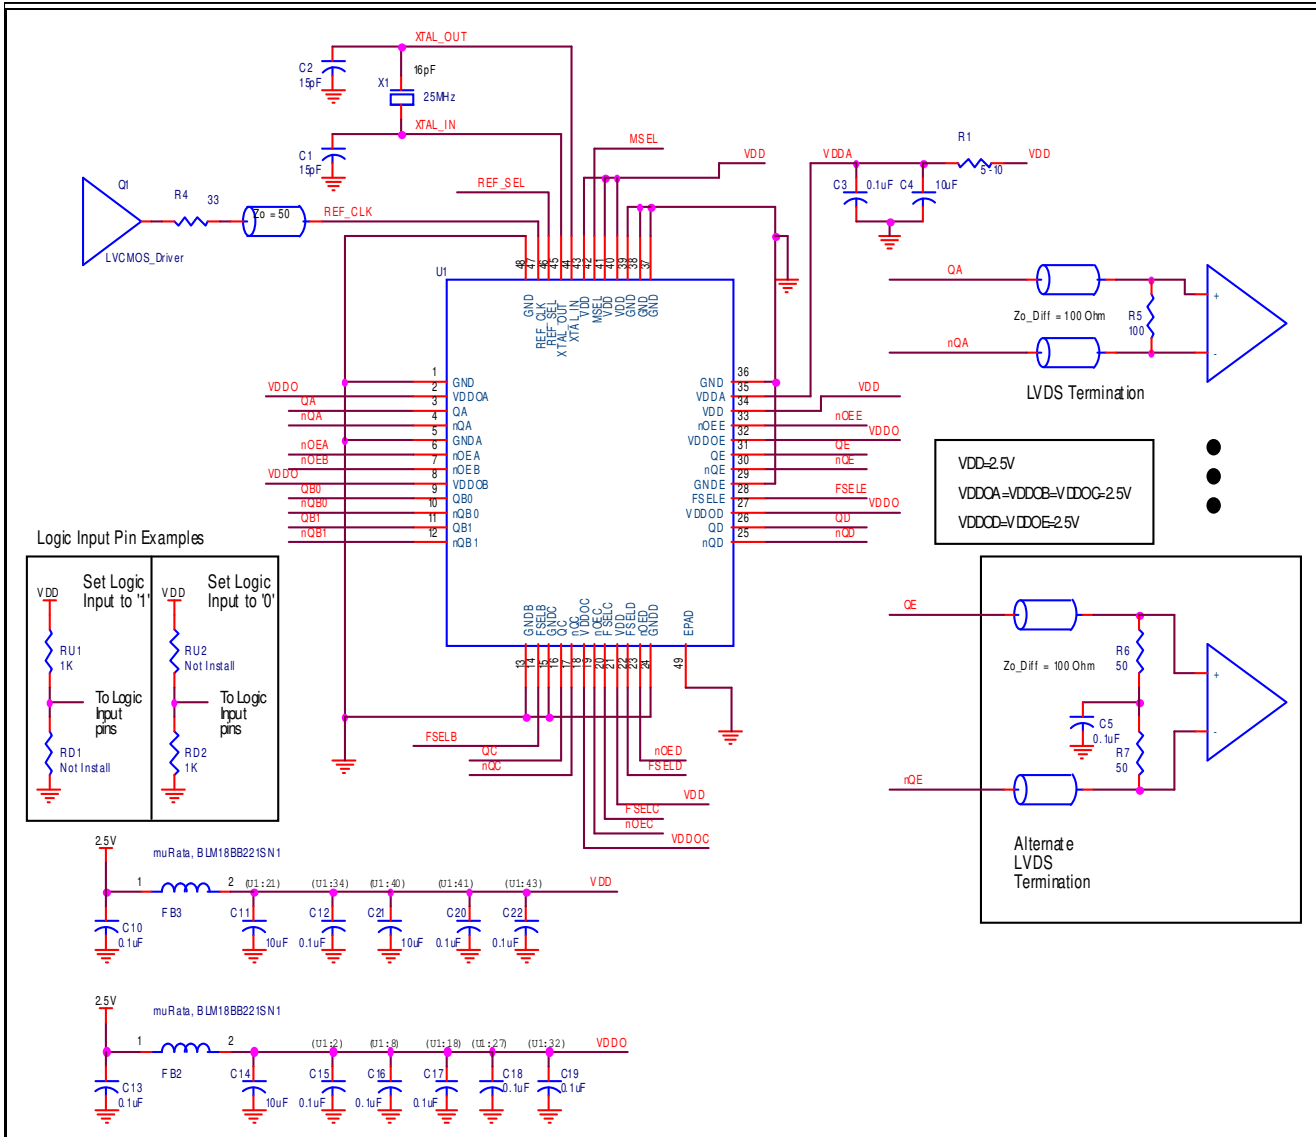 XTAL_OUT
C2
15pF
16pF
X1
25MHz
XTAL_IN
C1
15pF
MSEL
VDD
VDDA
R1
5-10
VDD
C3
0.1uF
C4
10uF
REF_SEL
Q1
R4
33
Zo = 50
REF_CLK
LVCMOS_Driver
U1
48
47
46
45
44
43
42
41
40
39
38
37
GND
REF_CLK
REF_SEL
XTAL_OUT
XTAL_IN
VDD
MSEL
VDD
VDD
GND
GND
GND
QA
Zo_Diff = 100 Ohm
R5
100
+
-
nQA
LVDS Termination
VDDO
1
GND
2
VDDOA
QA
3
QA
nQA
4
nQA
5
GNDA
nOEA
6
nOEA
nOEB
7
nOEB
VDDO
8
VDDOB
QB0
9
QB0
nQB0
10
nQB0
QB1
11
QB1
nQB1
12
nQB1
GND
36
VDDA
35
VDD
VDD
34
nOEE
33
nOEE
VDDOE
32
VDDO
QE
31
QE
nQE
30
nQE
GNDE
29
FSELE
28
FSELE
VDDOD
27
VDDO
QD
26
QD
nQD
25
nQD
VDD=2.5V
VDDOA=VDDOB=VDDOC=2.5V
VDDOD=VDDOE=2.5V
Logic Input Pin Examples
VDD
Set Logic
Input to '1'
RU1
1K
To Logic
Input
pins
RD1
Not Install
VDD
Set Logic
Input to '0'
RU2
Not Install
To Logic
Input
pins
RD2
1K
GNDB
FSELB
GNDC
QC
nQC
VDDOC
nOEC
FSELC
VDD
FSELD
nOED
GNDD
EPAD
13
14
15
16
17
18
19
20
21
22
23
24
49
FSELB
QC
nQC
nOED
FSELD
VDD
FSELC
nOEC
VDDOC
QE
Zo_Diff = 100 Ohm
R6
50
C5
0.1uF
R7
50
+
-
nQE
Alternate
LVDS
Termination
2.5V
muRata, BLM18BB221SN1
1
2
FB3
(U1:21)
(U1:34)
(U1:40)
(U1:41)
(U1:43)
VDD
C10
0.1uF
C11
10uF
C12
0.1uF
C21
10uF
C20
0.1uF
C22
0.1uF
2.5V
muRata, BLM18BB221SN1
1
2
FB2
(U1:2)
(U1:8)
(U1:18)
(U1:27)
(U1:32)
VDDO
C13
0.1uF
C14
10uF
C15
0.1uF
C16
0.1uF
C17
0.1uF
C18
0.1uF
C19
0.1uF